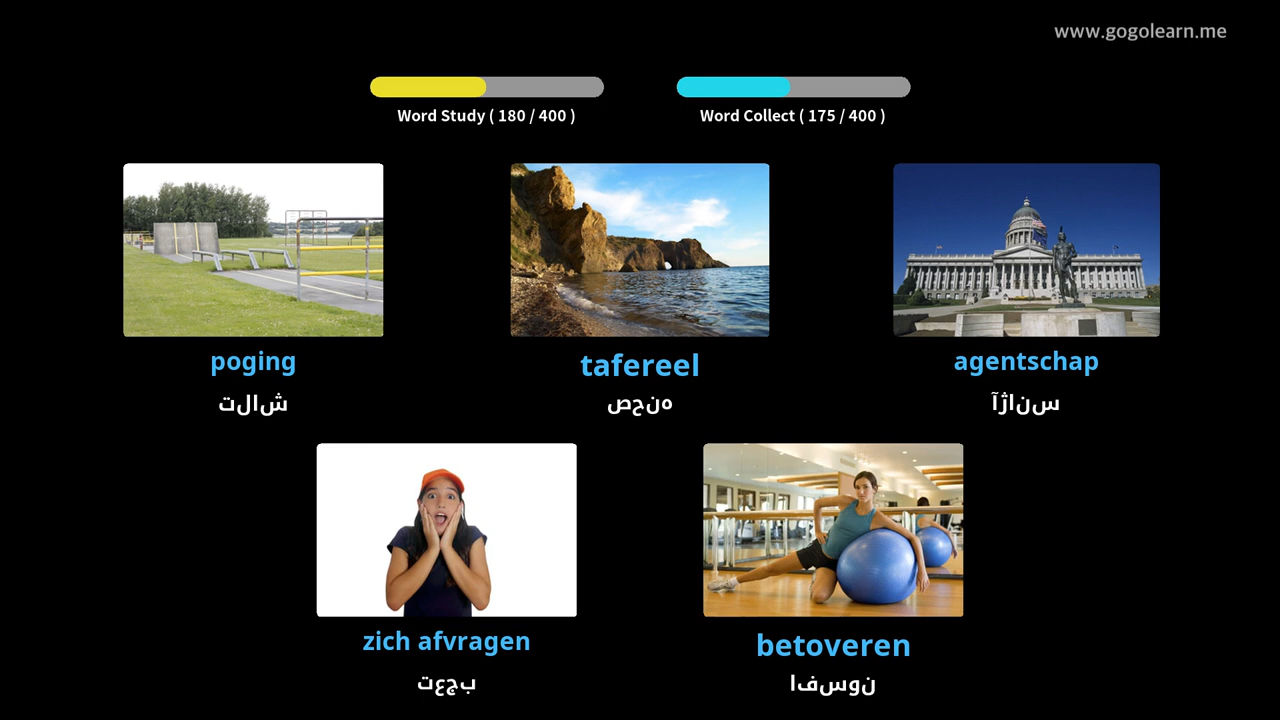 www.gogolearn.me
Word Study ( 180 / 400 )
Word Collect ( 175 / 400 )
poging
شالت
tafereel
هنحص
agentschap
سناژآ
zich afvragen
بجعت
betoveren
نوسفا